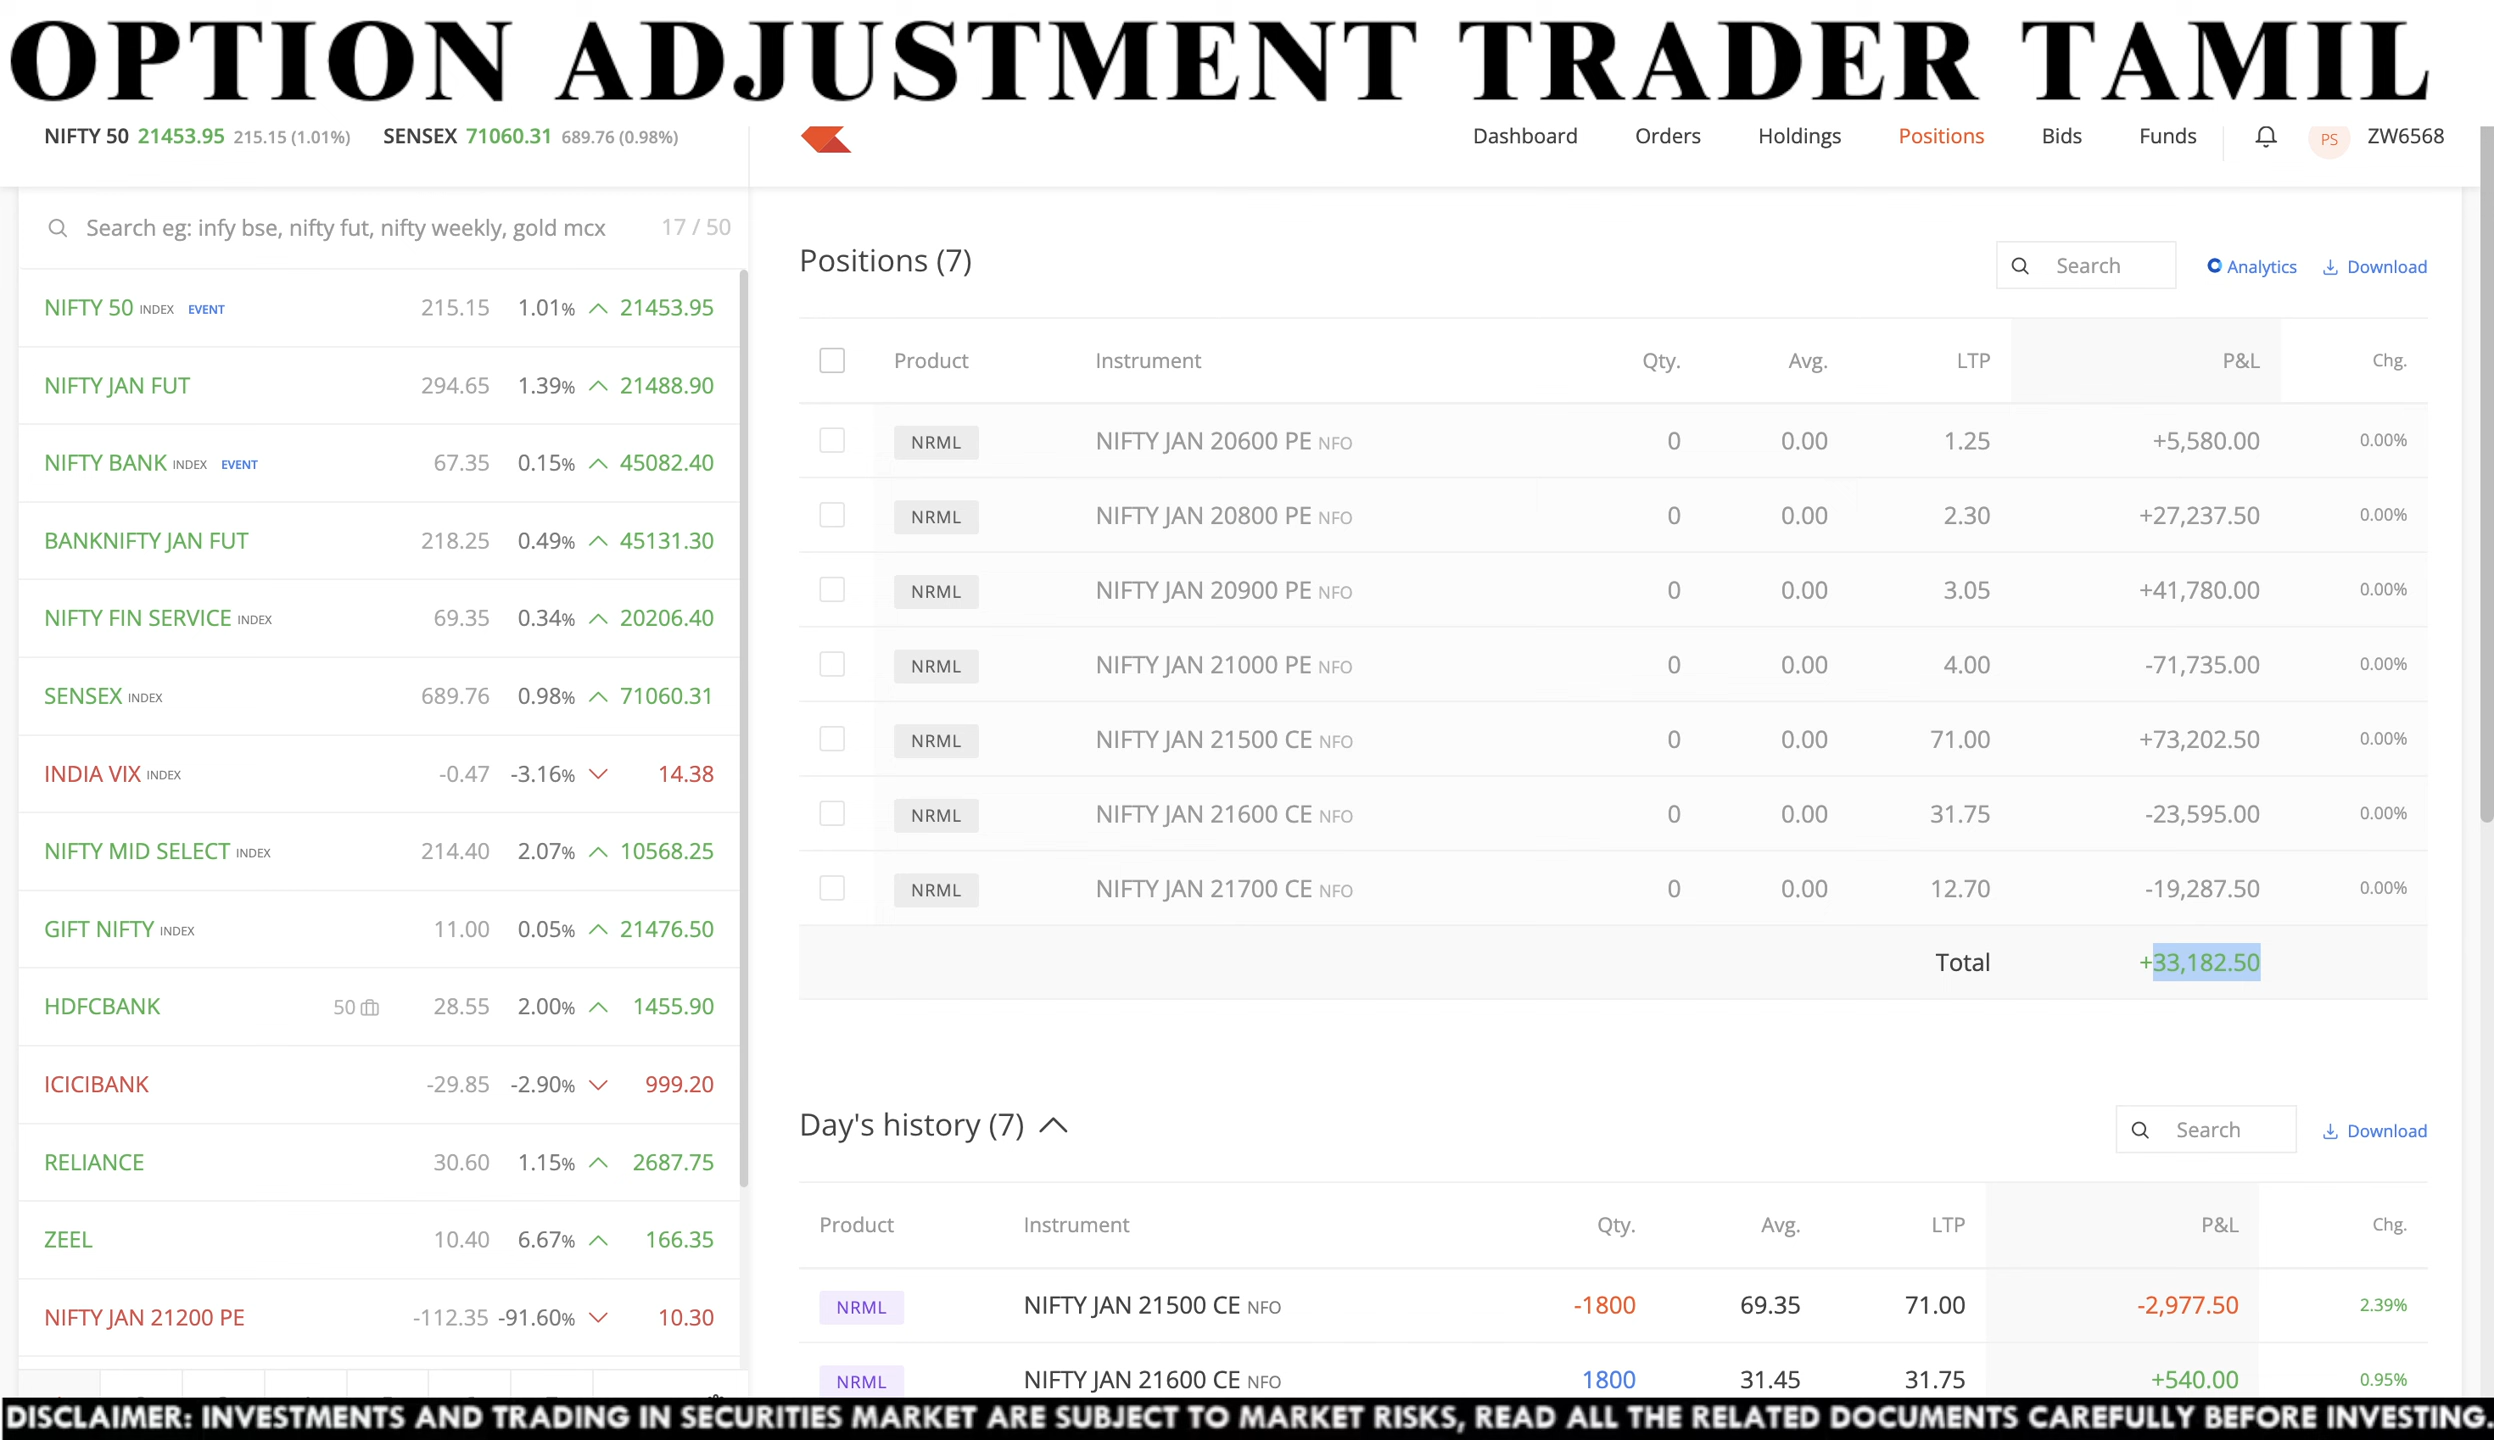 OPTION ADJUSTMENT TRADER TAMIL
NIFTY 50 21453.95 215.15 (1.01%) SENSEX 71060.31 689.76 (0.98%)
Dashboard Orders Holdings Positions Bids Funds PS ZW6568
Search eg: infy bse, nifty fut, nifty weekly, gold mcx 17 / 50
NIFTY 50 INDEX EVENT 215.15 1.01% 21453.95
NIFTY JAN FUT 294.65 1.39% 21488.90
NIFTY BANK INDEX EVENT 67.35 0.15% 45082.40
BANKNIFTY JAN FUT 218.25 0.49% 45131.30
NIFTY FIN SERVICE INDEX 69.35 0.34% 20206.40
SENSEX INDEX 689.76 0.98% 71060.31
INDIA VIX INDEX -0.47 -3.16% 14.38
NIFTY MID SELECT INDEX 214.40 2.07% 10568.25
GIFT NIFTY INDEX 11.00 0.05% 21476.50
HDFCBANK 50 28.55 2.00% 1455.90
ICICIBANK -29.85 -2.90% 999.20
RELIANCE 30.60 1.15% 2687.75
ZEEL 10.40 6.67% 166.35
NIFTY JAN 21200 PE -112.35 -91.60% 10.30
Positions (7) Search Analytics Download
Product Instrument Qty. Avg. LTP P&L Chg.
NRML NIFTY JAN 20600 PE NFO 0 0.00 1.25 +5,580.00 0.00%
NRML NIFTY JAN 20800 PE NFO 0 0.00 2.30 +27,237.50 0.00%
NRML NIFTY JAN 20900 PE NFO 0 0.00 3.05 +41,780.00 0.00%
NRML NIFTY JAN 21000 PE NFO 0 0.00 4.00 -71,735.00 0.00%
NRML NIFTY JAN 21500 CE NFO 0 0.00 71.00 +73,202.50 0.00%
NRML NIFTY JAN 21600 CE NFO 0 0.00 31.75 -23,595.00 0.00%
NRML NIFTY JAN 21700 CE NFO 0 0.00 12.70 -19,287.50 0.00%
Total +33,182.50
Day's history (7) Search Download
Product Instrument Qty. Avg. LTP P&L Chg.
NRML NIFTY JAN 21500 CE NFO -1800 69.35 71.00 -2,977.50 2.39%
NRML NIFTY JAN 21600 CE NFO 1800 31.45 31.75 +540.00 0.95%
DISCLAIMER: INVESTMENTS AND TRADING IN SECURITIES MARKET ARE SUBJECT TO MARKET RISKS, READ ALL THE RELATED DOCUMENTS CAREFULLY BEFORE INVESTING.